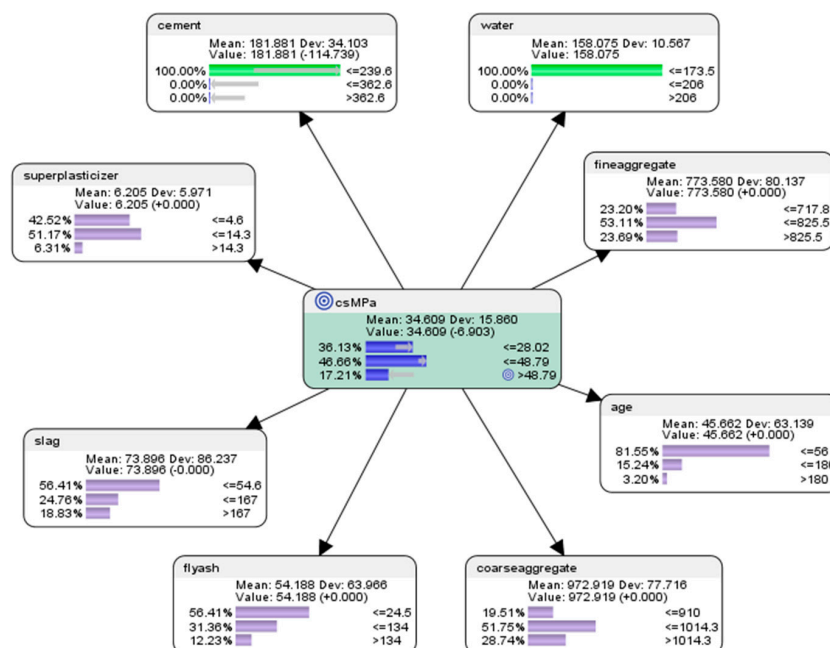 cement
Mean: 181.881 Dev: 34.103
Value: 181.881 (-114.739)
100.00% <=239.6
0.00% <=362.6
0.00% >362.6
water
Mean: 158.075 Dev: 10.567
Value: 158.075
100.00% <=173.5
0.00% <=206
0.00% >206
superplasticizer
Mean: 6.205 Dev: 5.971
Value: 6.205 (+0.000)
42.52% <=4.6
51.17% <=14.3
6.31% >14.3
fineaggregate
Mean: 773.580 Dev: 80.137
Value: 773.580 (+0.000)
23.20% <=717.8
53.11% <=825.5
23.69% >825.5
csMPa
Mean: 34.609 Dev: 15.860
Value: 34.609 (-6.903)
36.13% <=28.02
46.66% <=48.79
17.21% >48.79
slag
Mean: 73.896 Dev: 86.237
Value: 73.896 (-0.000)
56.41% <=54.6
24.76% <=167
18.83% >167
age
Mean: 45.662 Dev: 63.139
Value: 45.662 (+0.000)
81.55% <=56
15.24% <=180
3.20% >180
flyash
Mean: 54.188 Dev: 63.966
Value: 54.188 (+0.000)
56.41% <=24.5
31.36% <=134
12.23% >134
coarseaggregate
Mean: 972.919 Dev: 77.716
Value: 972.919 (+0.000)
19.51% <=910
51.75% <=1014.3
28.74% >1014.3